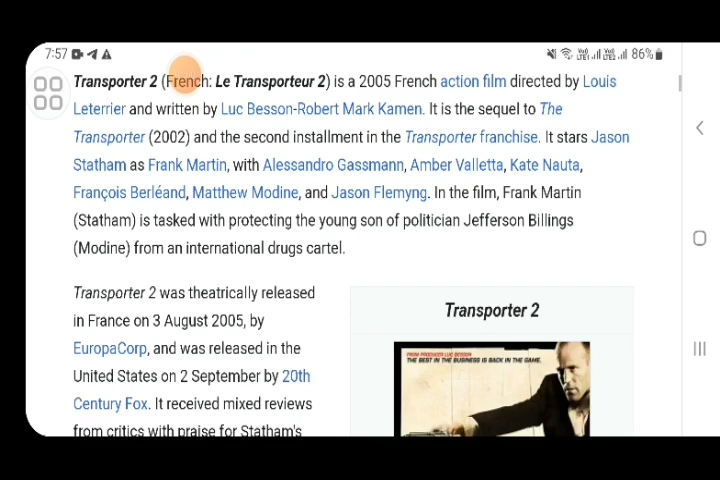 7:57
86%
Transporter 2 (French: Le Transporteur 2) is a 2005 French action film directed by Louis
Leterrier and written by Luc Besson-Robert Mark Kamen. It is the sequel to The
Transporter (2002) and the second installment in the Transporter franchise. It stars Jason
Statham as Frank Martin, with Alessandro Gassmann, Amber Valletta, Kate Nauta,
François Berléand, Matthew Modine, and Jason Flemyng. In the film, Frank Martin
(Statham) is tasked with protecting the young son of politician Jefferson Billings
(Modine) from an international drugs cartel.
Transporter 2 was theatrically released
in France on 3 August 2005, by
EuropaCorp, and was released in the
United States on 2 September by 20th
Century Fox. It received mixed reviews
from critics with praise for Statham's
Transporter 2
FROM PRODUCER LUC BESSON
THE BEST IN THE BUSINESS IS BACK IN THE GAME.